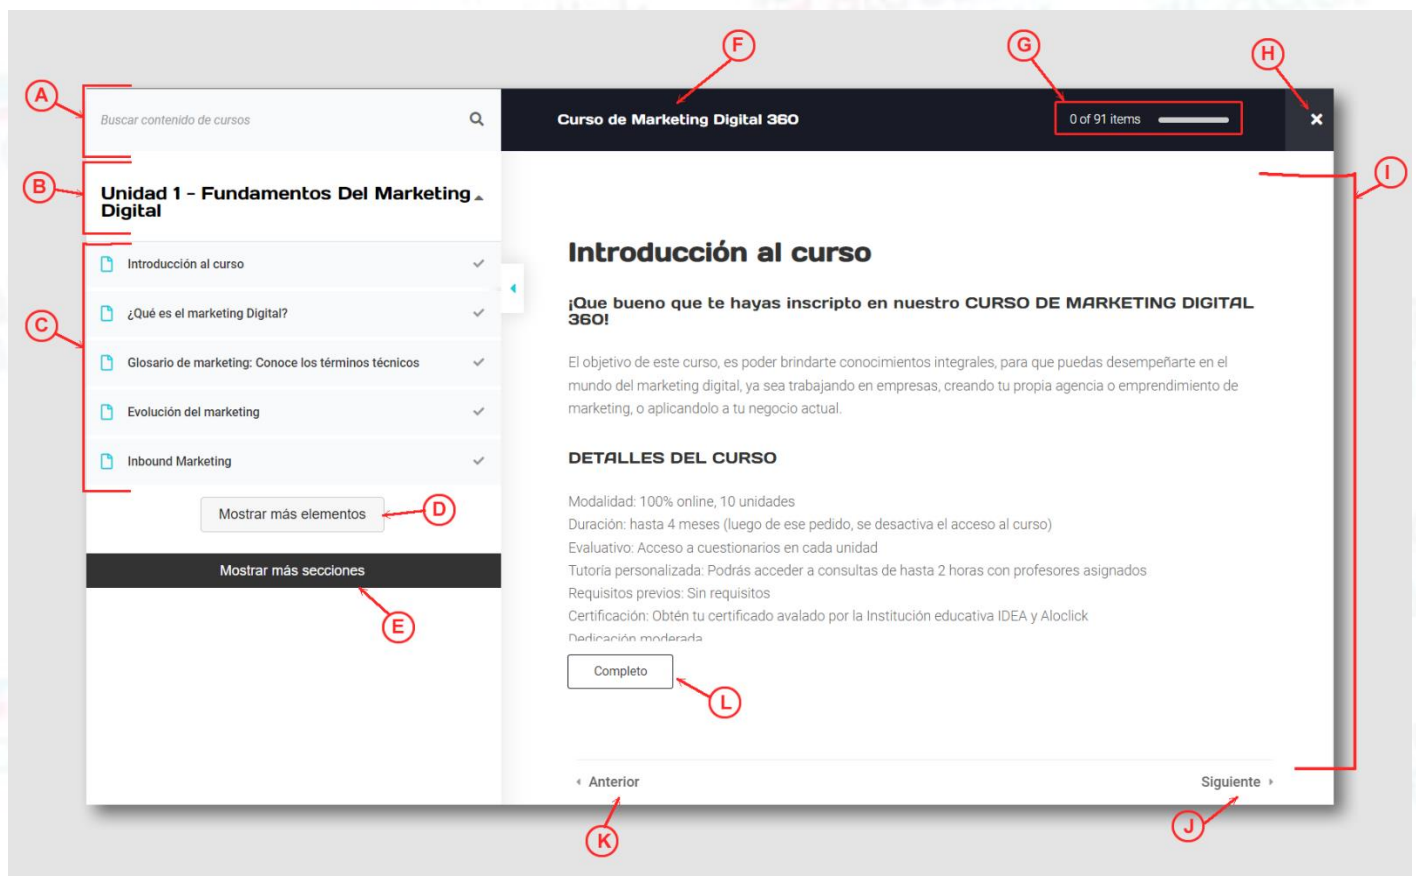 F
G
H
A
Buscar contenido de cursos
Curso de Marketing Digital 360
0 of 91 items
I
B
Unidad 1 - Fundamentos Del Marketing
Digital
C
Introducción al curso
¿Qué es el marketing Digital?
Glosario de marketing: Conoce los términos técnicos
Evolución del marketing
Inbound Marketing
Mostrar más elementos
D
Mostrar más secciones
E
Introducción al curso
¡Que bueno que te hayas inscripto en nuestro CURSO DE MARKETING DIGITAL
360!
El objetivo de este curso, es poder brindarte conocimientos integrales, para que puedas desempeñarte en el
mundo del marketing digital, ya sea trabajando en empresas, creando tu propia agencia o emprendimiento de
marketing, o aplicandolo a tu negocio actual.
DETALLES DEL CURSO
Modalidad: 100% online, 10 unidades
Duración: hasta 4 meses (luego de ese pedido, se desactiva el acceso al curso)
Evaluativo: Acceso a cuestionarios en cada unidad
Tutoría personalizada: Podrás acceder a consultas de hasta 2 horas con profesores asignados
Requisitos previos: Sin requisitos
Certificación: Obtén tu certificado avalado por la Institución educativa IDEA y Aloclick
Dedicación moderada
Completo
L
Anterior
Siguiente
K
J